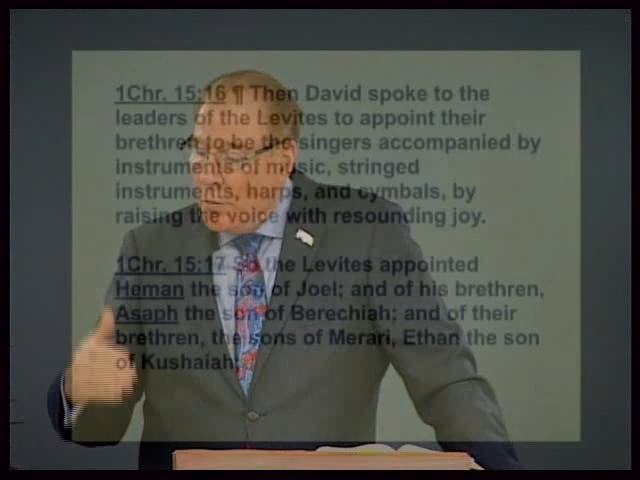 1Chr. 15:16 ¶ Then David spoke to the
leaders of the Levites to appoint their
brethren to be the singers accompanied by
instruments of music, stringed
instruments, harps, and cymbals, by
raising the voice with resounding joy.
1Chr. 15:17 So the Levites appointed
Heman the son of Joel; and of his brethren,
Asaph the son of Berechiah; and of their
brethren, the sons of Merari, Ethan the son
of Kushaiah